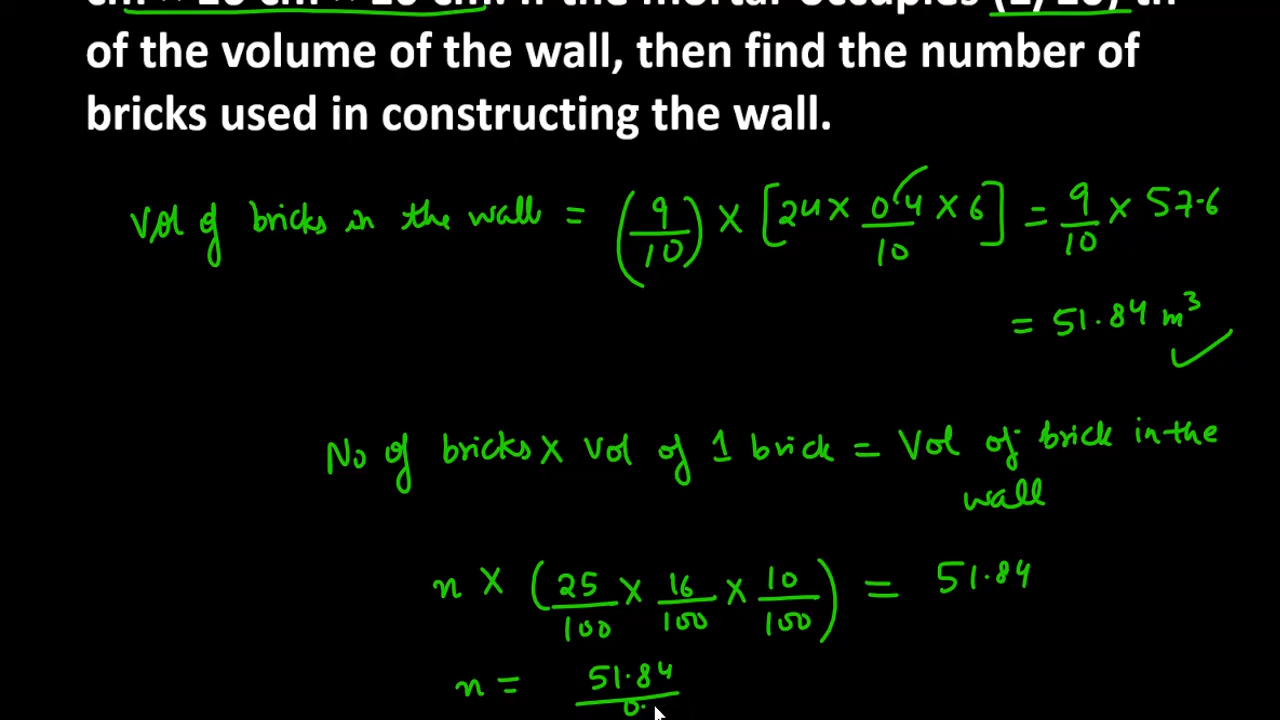 of the volume of the wall, then find the number of
bricks used in constructing the wall.
Vol of bricks in the wall = (9/10) × [24 × 04/10 × 6] = 9/10 × 57.6
= 51.84 m³
No of bricks × Vol of 1 brick = Vol of brick in the
wall
n × (25/100 × 16/100 × 10/100) = 51.84
n = 51.84/0.